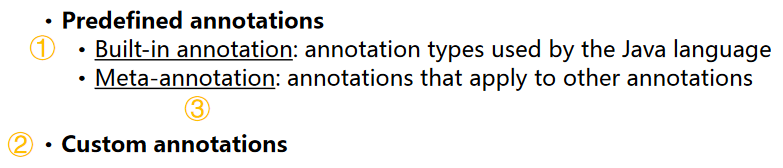 • Predefined annotations
① • Built-in annotation: annotation types used by the Java language
• Meta-annotation: annotations that apply to other annotations
③
② • Custom annotations